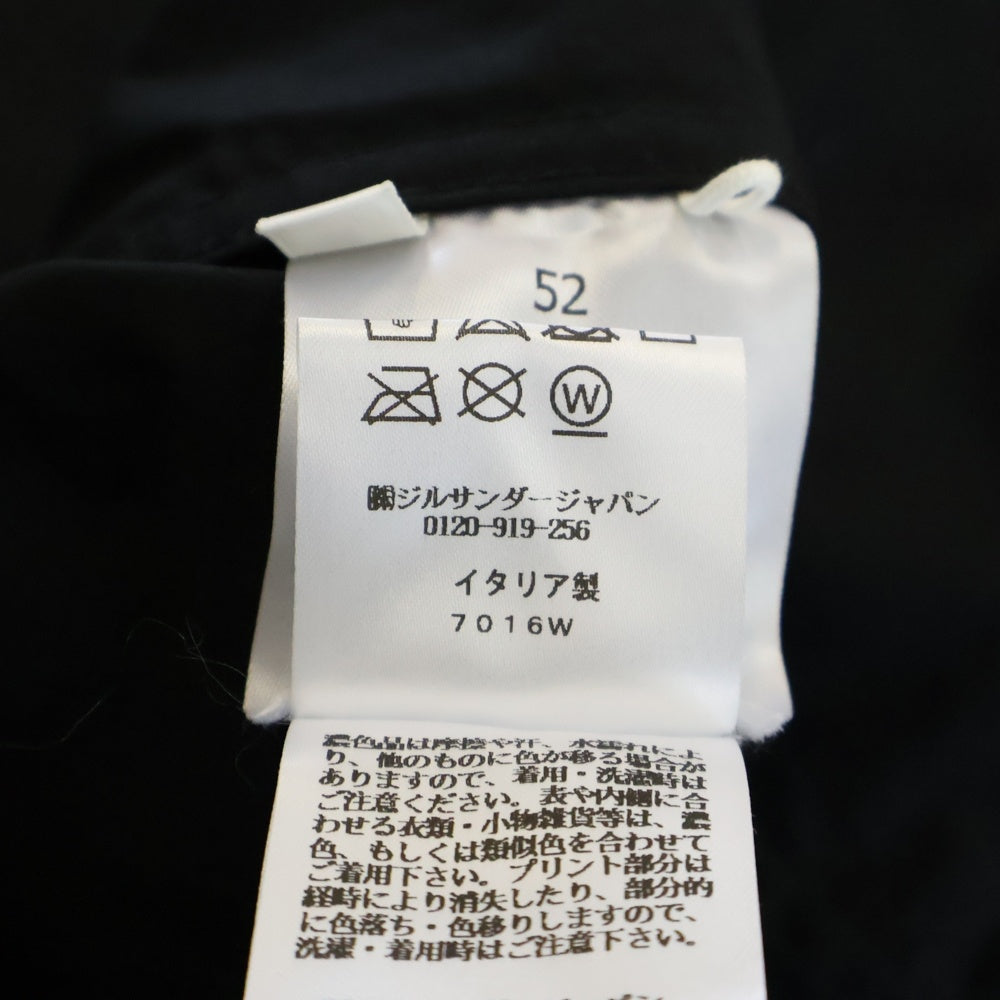 52
W
㈱ジルサンダージャパン
0120-919-256
イタリア製
7016W
濃色品は摩擦や汗、水濡れによ
り、他のものに色が移る場合が
ありますので、着用・洗濯時は
ご注意ください。表や内側に合
わせる衣類・小物雑貨等は、濃
色、もしくは類似色を合わせて
ご着用下さい。プリント部分は
経時により消失したり、部分的
に色落ち・色移りしますので、
洗濯・着用時はご注意下さい。